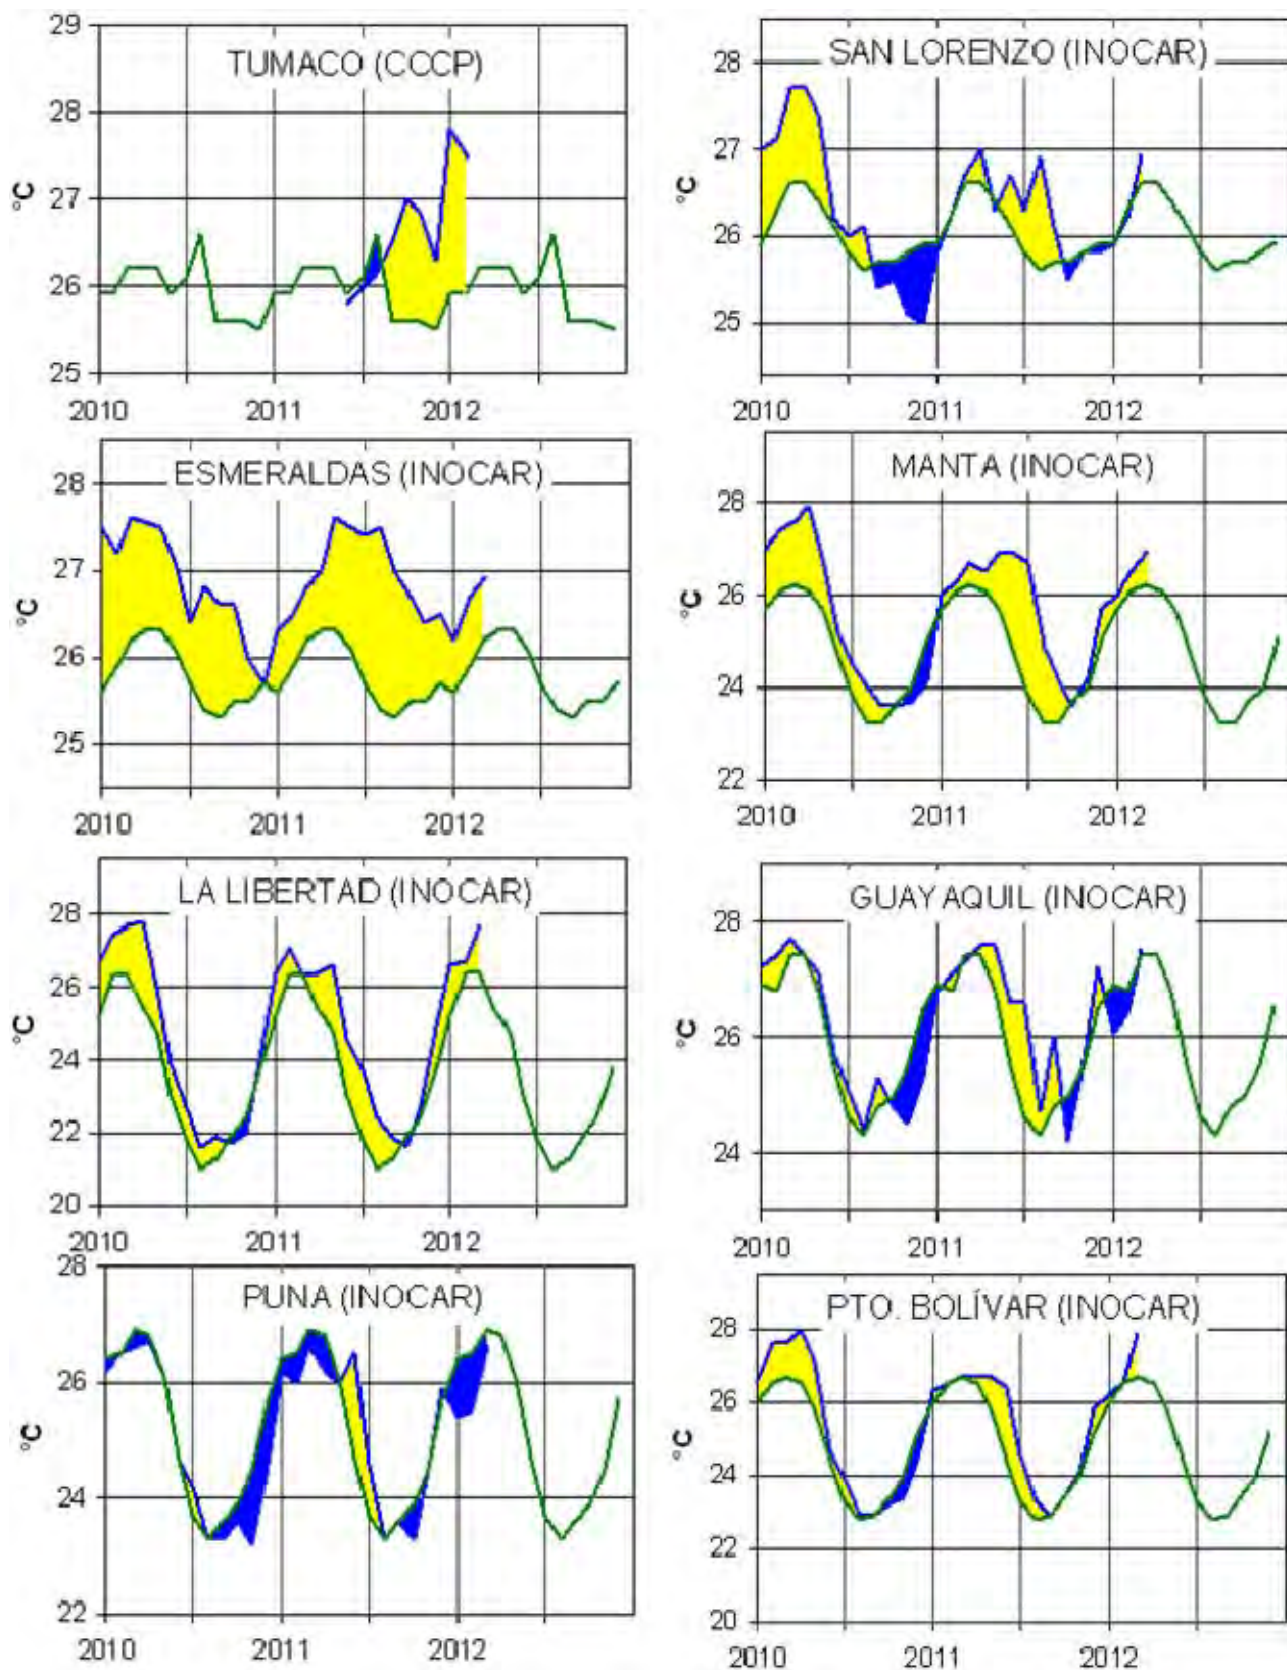 29
TUMACO (CCCP)
28
27
°C
26
25
2010 2011 2012
28
SAN LORENZO (INOCAR)
27
°C
26
25
2010 2011 2012
ESMERALDAS (INOCAR)
28
27
°C
26
25
2010 2011 2012
MANTA (INOCAR)
28
°C
26
24
22
2010 2011 2012
LA LIBERTAD (INOCAR)
28
26
°C
24
22
20
2010 2011 2012
GUAYAQUIL (INOCAR)
28
°C
26
24
2010 2011 2012
28
PUNA (INOCAR)
26
°C
24
22
2010 2011 2012
PTO. BOLÍVAR (INOCAR)
28
26
°C
24
22
20
2010 2011 2012